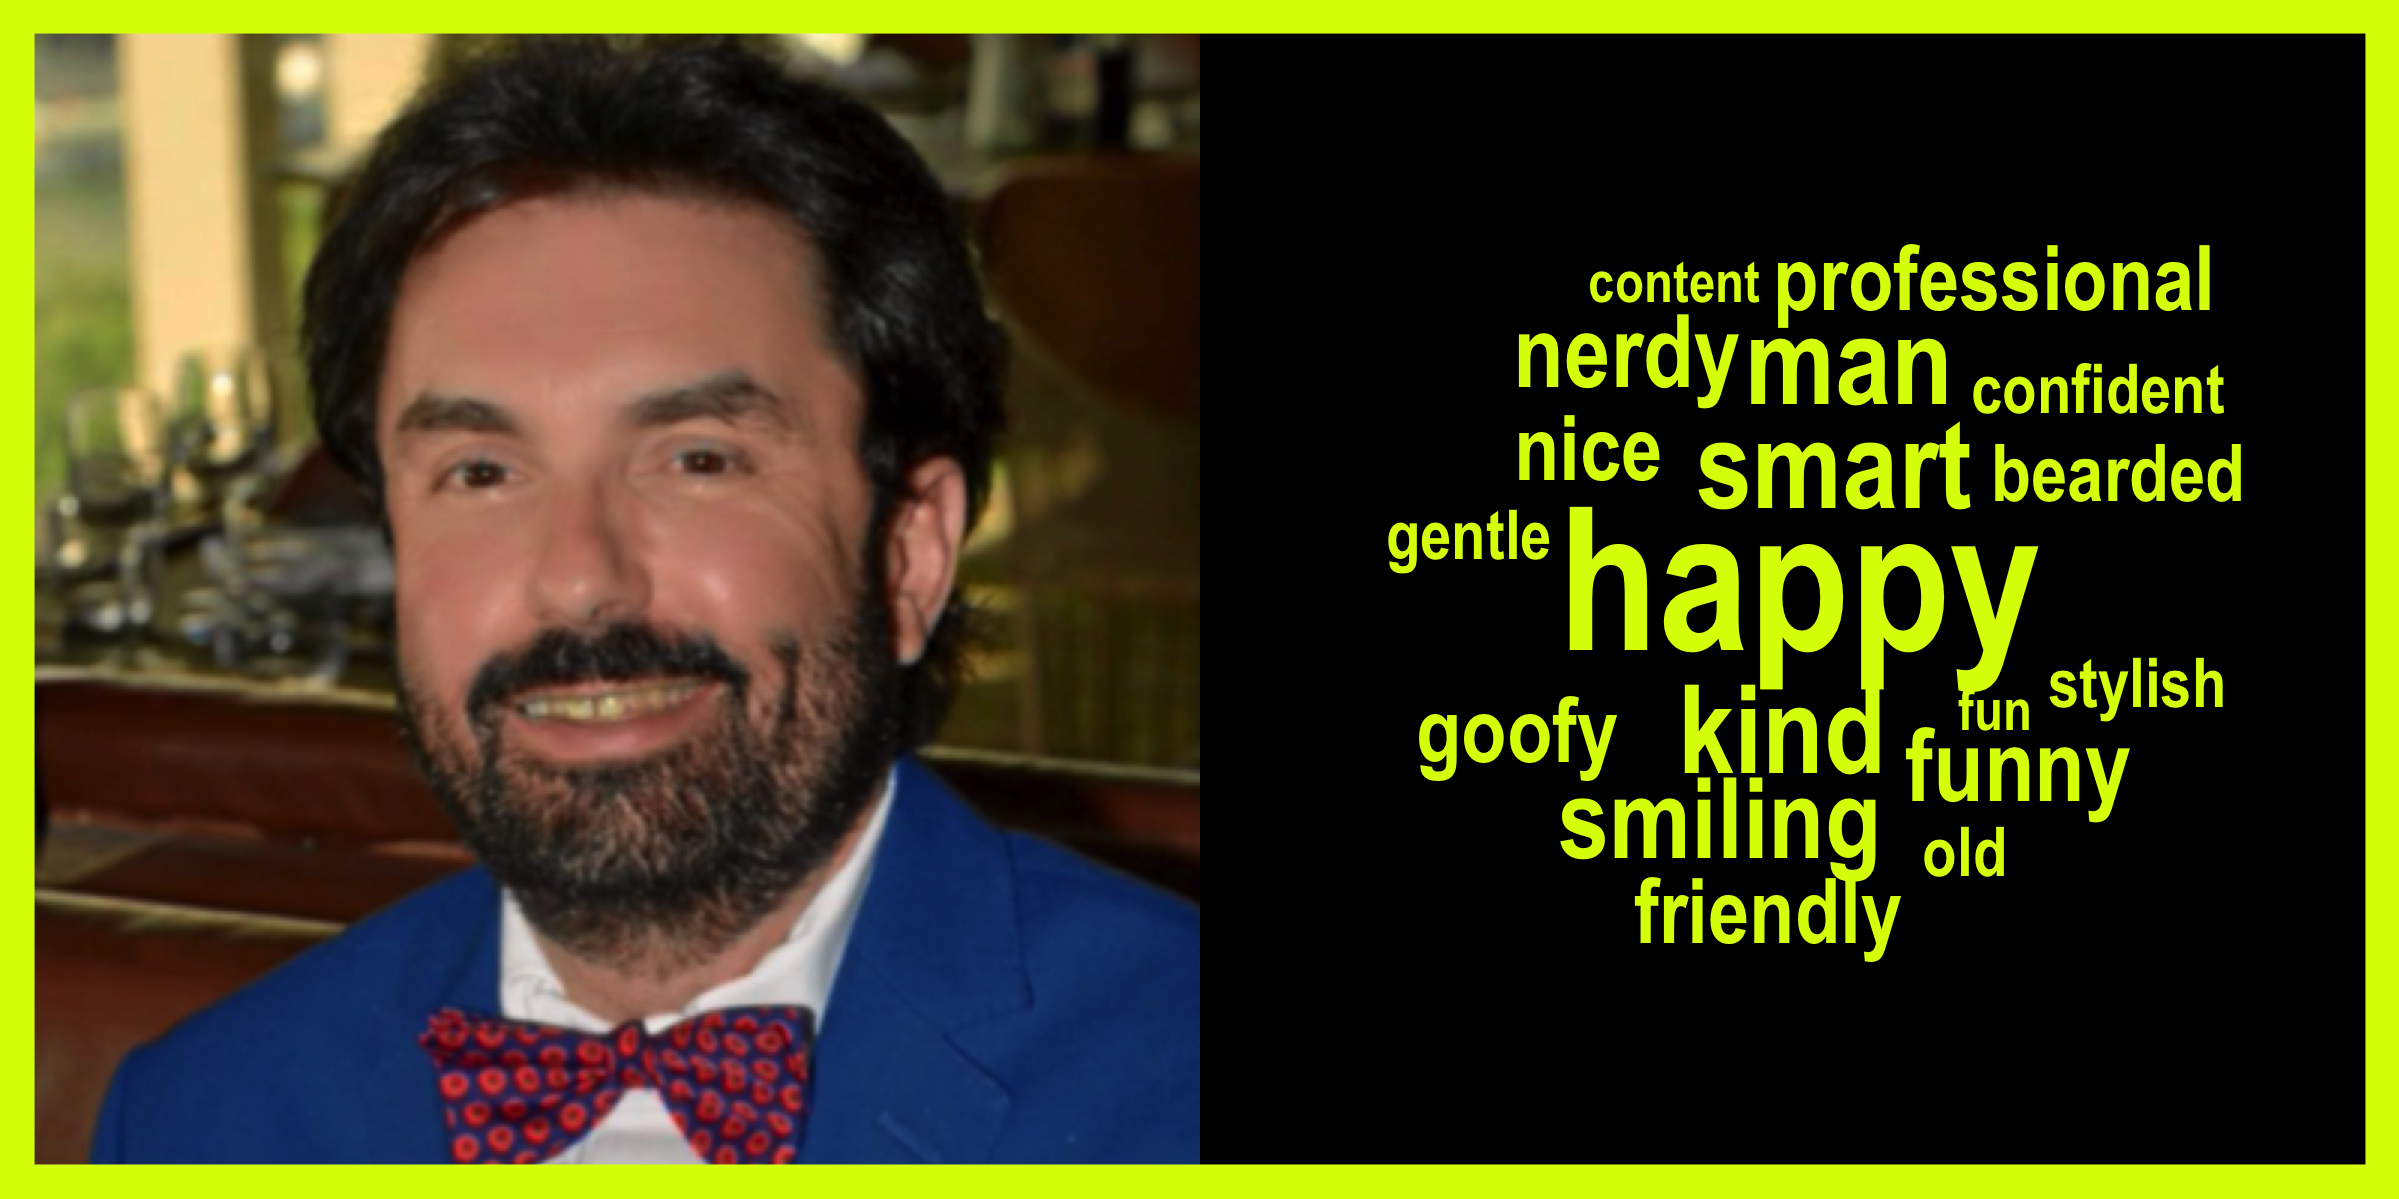 content professional
nerdy man confident
nice smart bearded
gentle happy
stylish
goofy kind fun
funny
smiling old
friendly